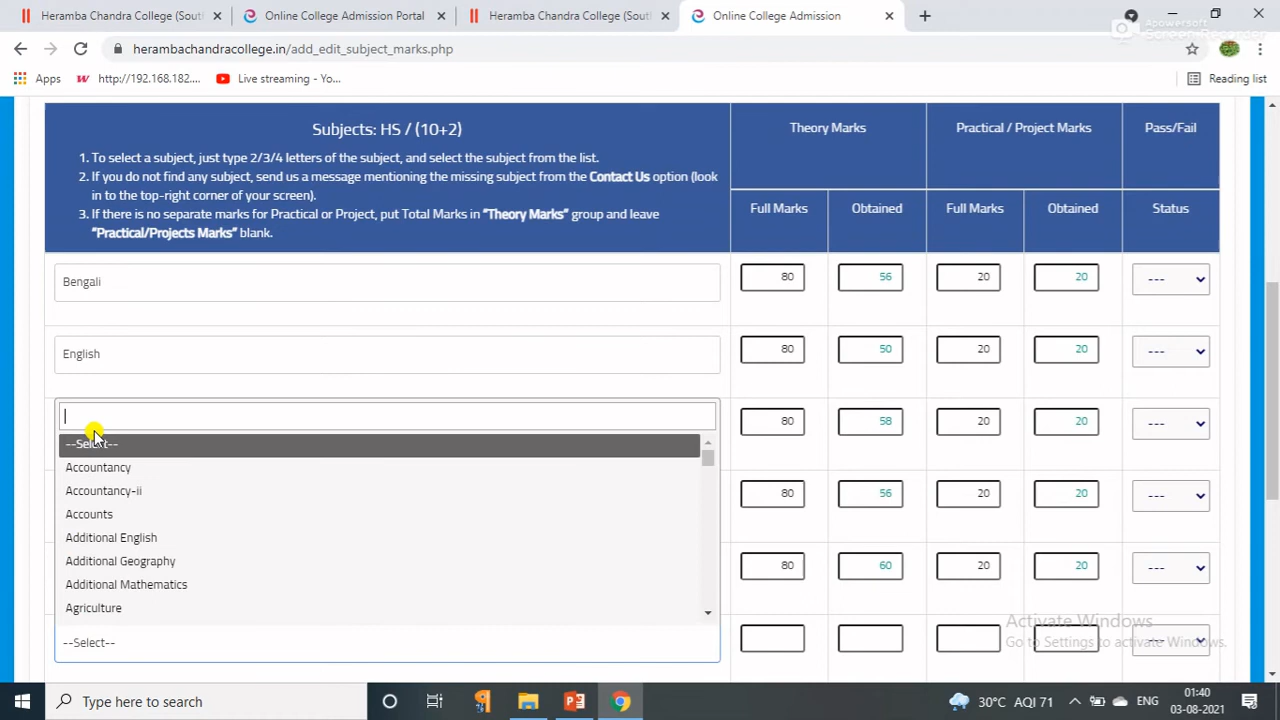 Heramba Chandra College (Sout
Online College Admission Porta
Heramba Chandra College (Sout
Online College Admission
Apowersoft
Screen Recorder
herambachandracollege.in/add_edit_subject_marks.php
Apps
http://192.168.182....
Live streaming - Yo...
Reading list
Subjects: HS / (10+2)
1. To select a subject, just type 2/3/4 letters of the subject, and select the subject from the list.
2. If you do not find any subject, send us a message mentioning the missing subject from the Contact Us option (look
in to the top-right corner of your screen).
3. If there is no separate marks for Practical or Project, put Total Marks in "Theory Marks" group and leave
"Practical/Projects Marks" blank.
Theory Marks
Practical / Project Marks
Pass/Fail
Full Marks
Obtained
Full Marks
Obtained
Status
Bengali
80
56
20
20
---
English
80
50
20
20
---
80
58
20
20
---
--Select--
Accountancy
Accountancy-ii
80
56
20
20
---
Accounts
Additional English
Additional Geography
80
60
20
20
---
Additional Mathematics
Agriculture
--Select--
---
Activate Windows
Go to Settings to activate Windows.
Type here to search
30°C AQI 71
ENG
01:40
03-08-2021